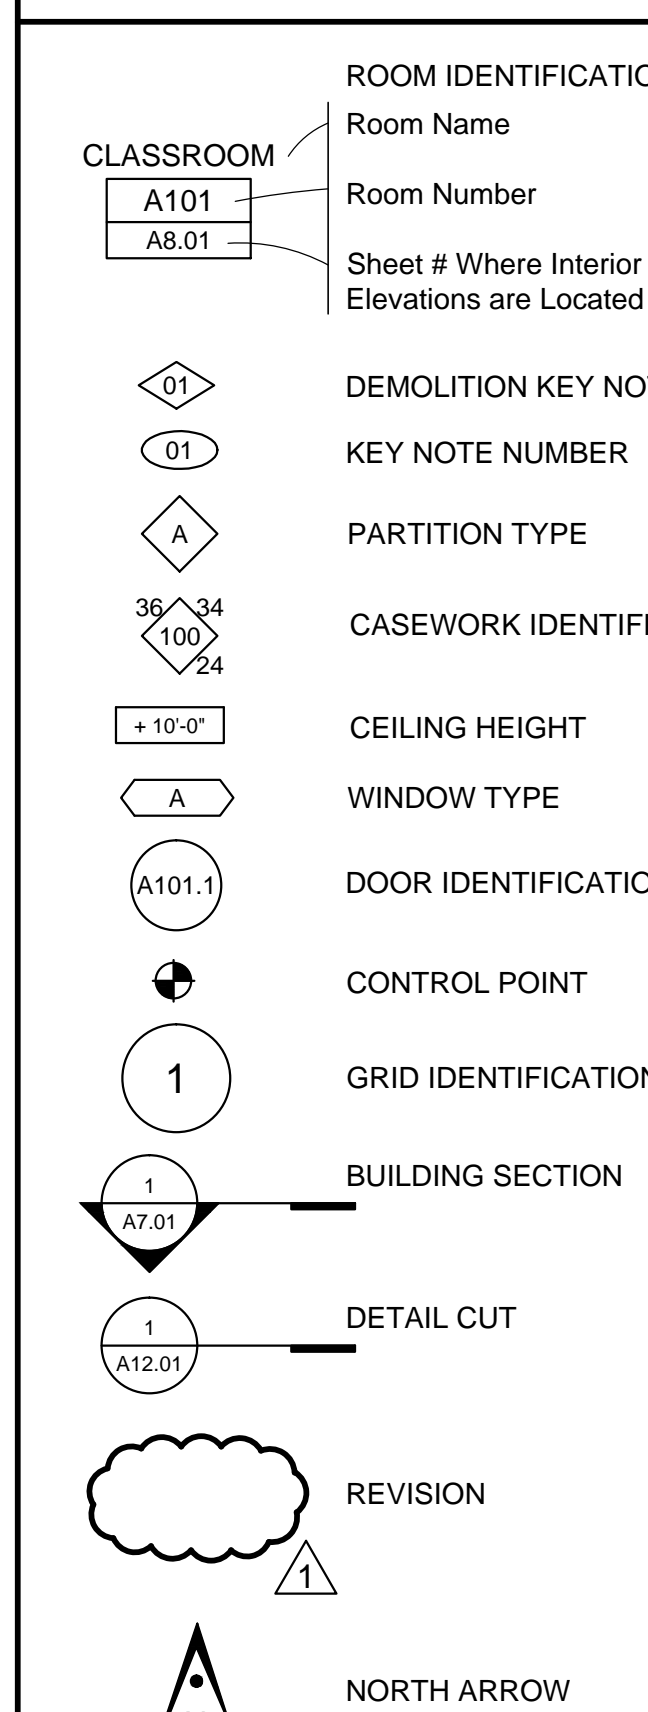 ROOM IDENTIFICATIO
Room Name
CLASSROOM
A101
Room Number
A8.01
Sheet # Where Interior
Elevations are Located
01
DEMOLITION KEY NO
01
KEY NOTE NUMBER
A
PARTITION TYPE
36 34
100
24
CASEWORK IDENTIF
+ 10'-0"
CEILING HEIGHT
A
WINDOW TYPE
A101.1
DOOR IDENTIFICATIO
CONTROL POINT
1
GRID IDENTIFICATION
1
A7.01
BUILDING SECTION
1
A12.01
DETAIL CUT
REVISION
1
NORTH ARROW